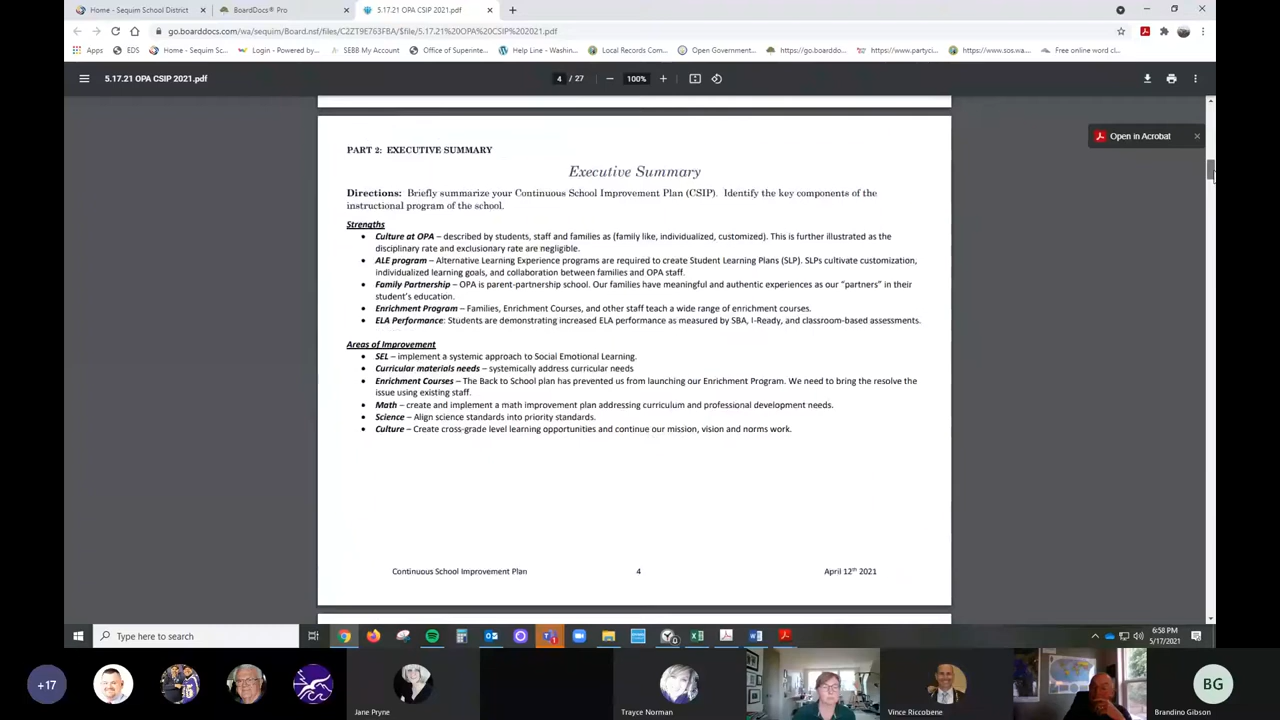 Home - Sequim School District
BoardDocs® Pro
5.17.21 OPA CSIP 2021.pdf
go.boarddocs.com/wa/sequim/Board.nsf/files/C2ZT9E763FBA/$file/5.17.21%20OPA%20CSIP%202021.pdf
Apps
EDS
Home - Sequim Sc...
Login - Powered by...
SEBB My Account
Office of Superinte...
Help Line - Washin...
Local Records Com...
Open Government...
https://go.boarddo...
https://www.partyci...
https://www.sos.wa...
Free online word cl...
5.17.21 OPA CSIP 2021.pdf
4 / 27
100%
Open in Acrobat
PART 2: EXECUTIVE SUMMARY
Executive Summary
Directions: Briefly summarize your Continuous School Improvement Plan (CSIP). Identify the key components of the
instructional program of the school.
Strengths
• Culture at OPA – described by students, staff and families as (family like, individualized, customized). This is further illustrated as the
disciplinary rate and exclusionary rate are negligible.
• ALE program – Alternative Learning Experience programs are required to create Student Learning Plans (SLP). SLPs cultivate customization,
individualized learning goals, and collaboration between families and OPA staff.
• Family Partnership – OPA is parent-partnership school. Our families have meaningful and authentic experiences as our “partners” in their
student’s education.
• Enrichment Program – Families, Enrichment Courses, and other staff teach a wide range of enrichment courses.
• ELA Performance: Students are demonstrating increased ELA performance as measured by SBA, I-Ready, and classroom-based assessments.
Areas of Improvement
• SEL – implement a systemic approach to Social Emotional Learning.
• Curricular materials needs – systemically address curricular needs
• Enrichment Courses – The Back to School plan has prevented us from launching our Enrichment Program. We need to bring the resolve the
issue using existing staff.
• Math – create and implement a math improvement plan addressing curriculum and professional development needs.
• Science – Align science standards into priority standards.
• Culture – Create cross-grade level learning opportunities and continue our mission, vision and norms work.
Continuous School Improvement Plan
4
April 12th 2021
Type here to search
6:58 PM
5/17/2021
+17
Jane Pryne
Trayce Norman
Vince Riccobene
BG
Brandino Gibson